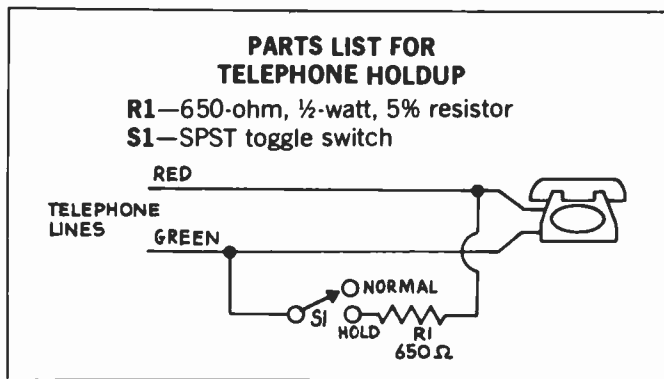 PARTS LIST FOR
TELEPHONE HOLDUP
R1—650-ohm, ½-watt, 5% resistor
S1—SPST toggle switch
RED
TELEPHONE
LINES
GREEN
NORMAL
S1
HOLD
R1
650Ω